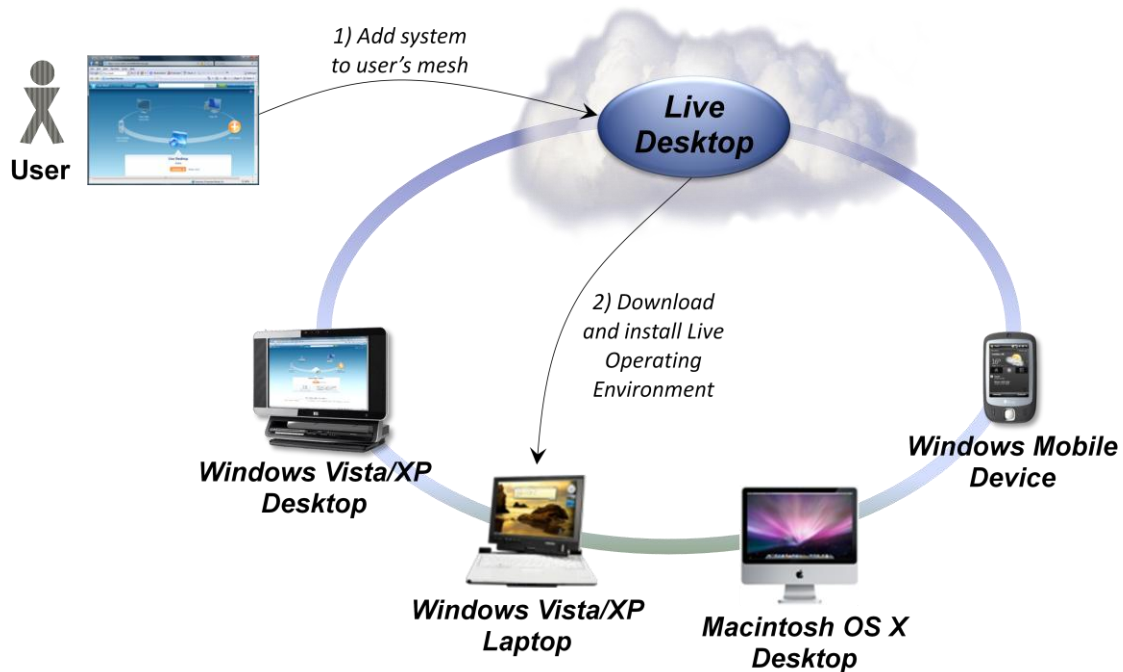 1) Add system
to user's mesh
Live
Desktop
User
2) Download
and install Live
Operating
Environment
Windows Vista/XP
Desktop
Windows Mobile
Device
Windows Vista/XP
Laptop
Macintosh OS X
Desktop